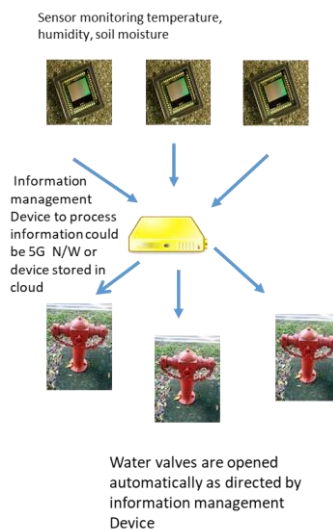 Sensor monitoring temperature,
humidity, soil moisture
Information
management
Device to process
information could
be 5G N/W or
device stored in
cloud
Water valves are opened
automatically as directed by
information management
Device